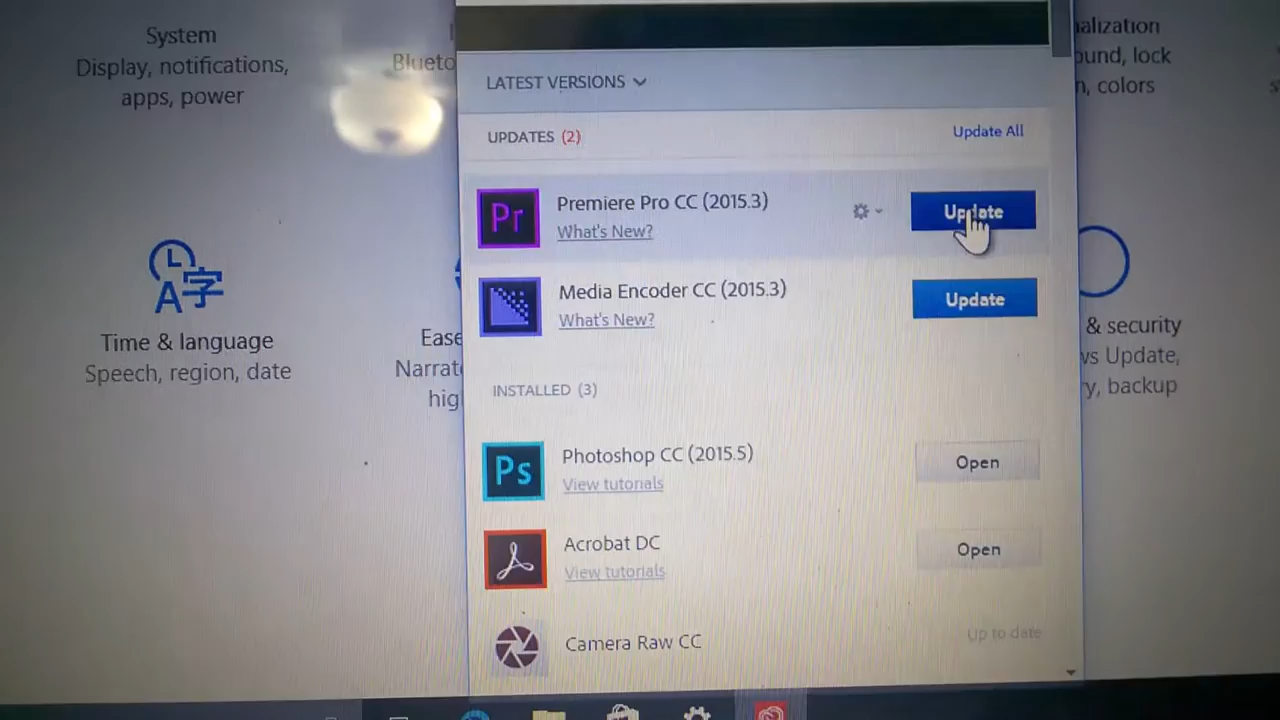 System
Display, notifications,
apps, power
Blueto
alization
ound, lock
n, colors
LATEST VERSIONS
UPDATES (2)
Update All
Pr
Premiere Pro CC (2015.3)
What's New?
Update
Media Encoder CC (2015.3)
What's New?
Update
A字
Time & language
Speech, region, date
Ease
Narrat
hig
& security
ws Update,
y, backup
INSTALLED (3)
Ps
Photoshop CC (2015.5)
View tutorials
Open
Acrobat DC
View tutorials
Open
Camera Raw CC
Up to date